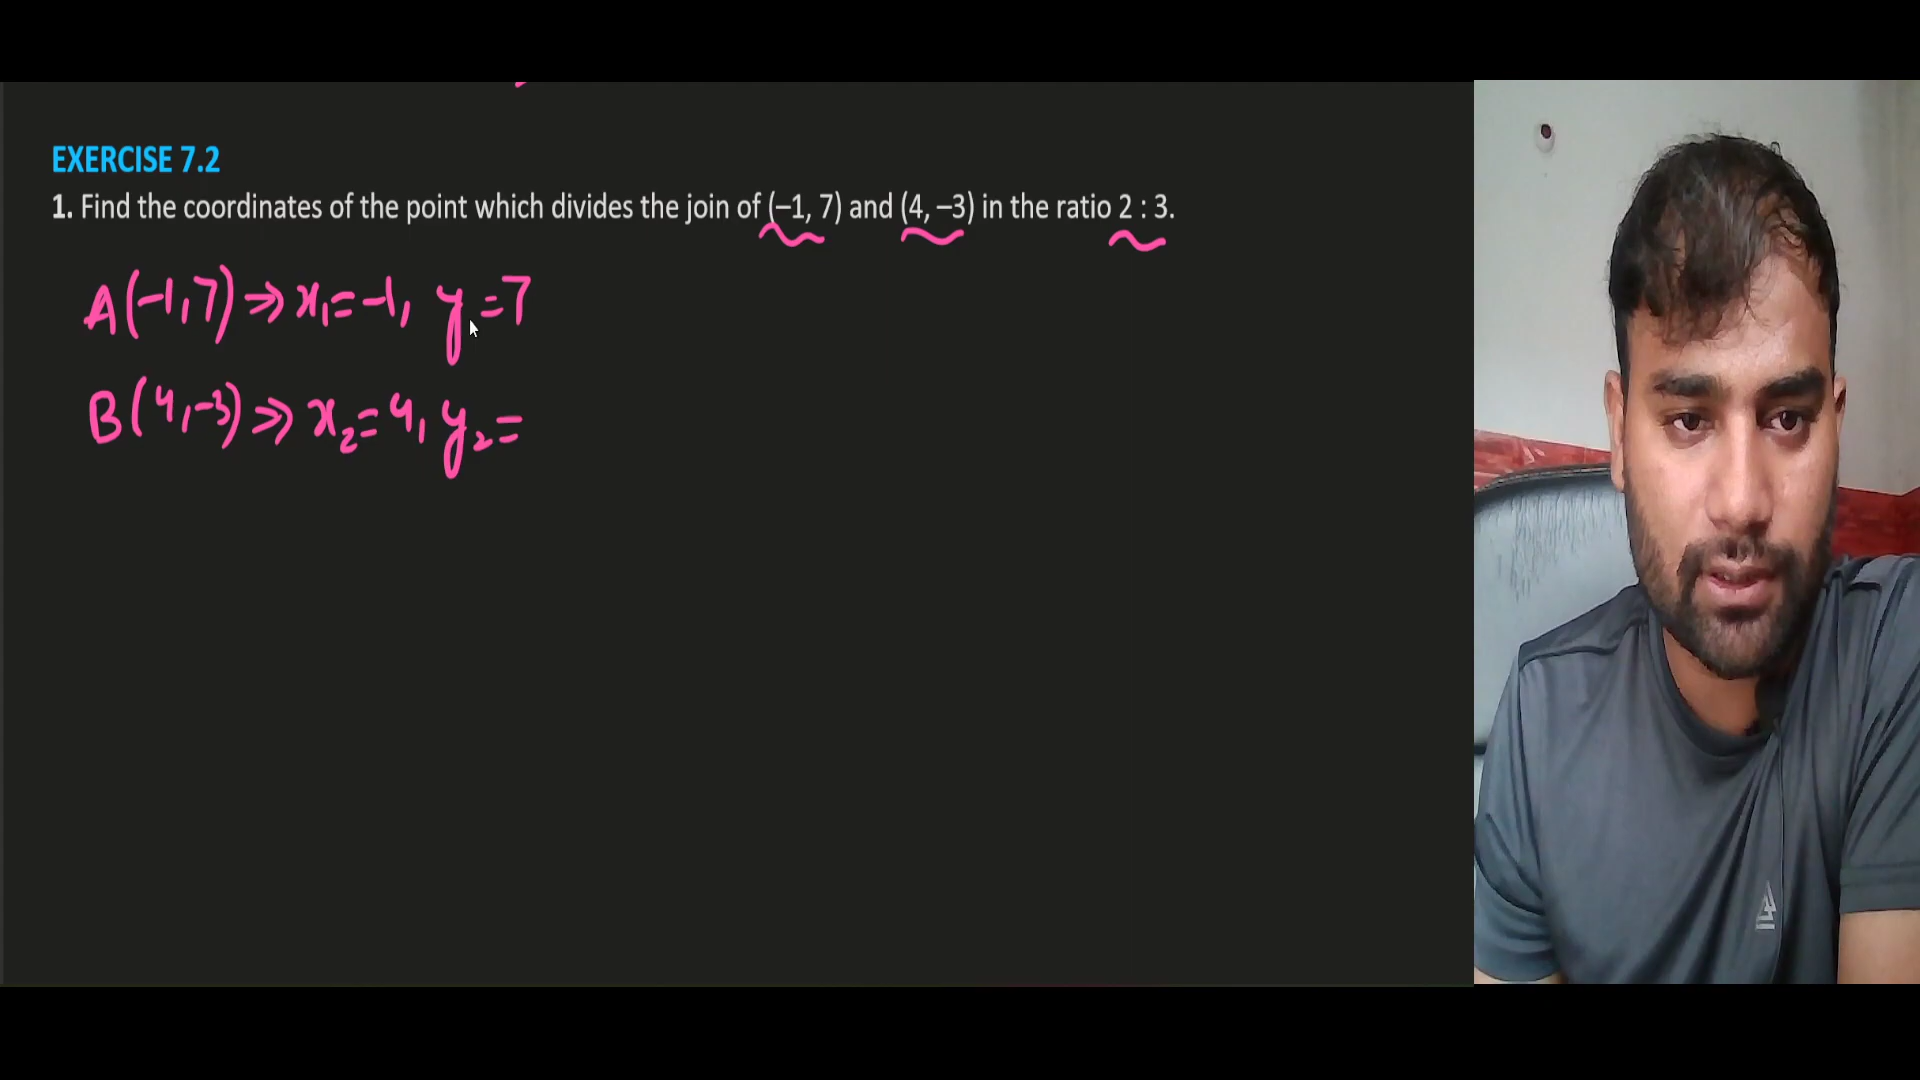 EXERCISE 7.2
1. Find the coordinates of the point which divides the join of (–1, 7) and (4, –3) in the ratio 2 : 3.
A(-1,7) ⇒ x₁=-1, y =7
B(4,-3) ⇒ x₂=4, y₂=